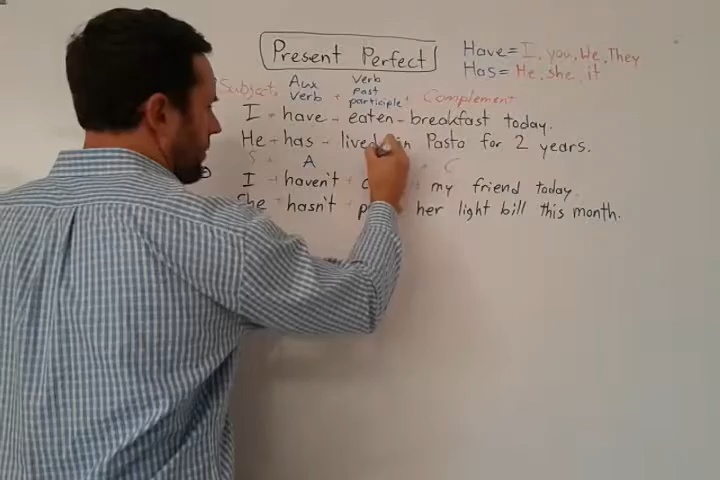 Present Perfect
Have = I, you, We, They
Has = He, she, it
Subject, Aux Verb + Verb Past participle, Complement
I - have - eaten - breakfast today.
He - has - lived in Pasto for 2 years.
S + A + C
I - haven't + my friend today.
She - hasn't - her light bill this month.